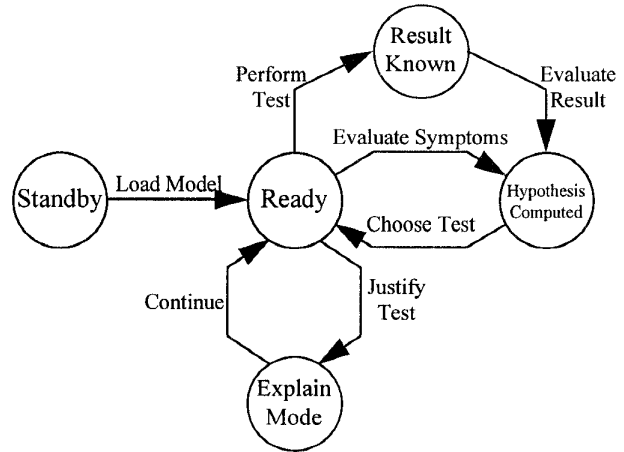 Result
Known
Perform
Test
Evaluate
Result
Evaluate Symptoms
Standby
Load Model
Ready
Hypothesis
Computed
Choose Test
Continue
Justify
Test
Explain
Mode